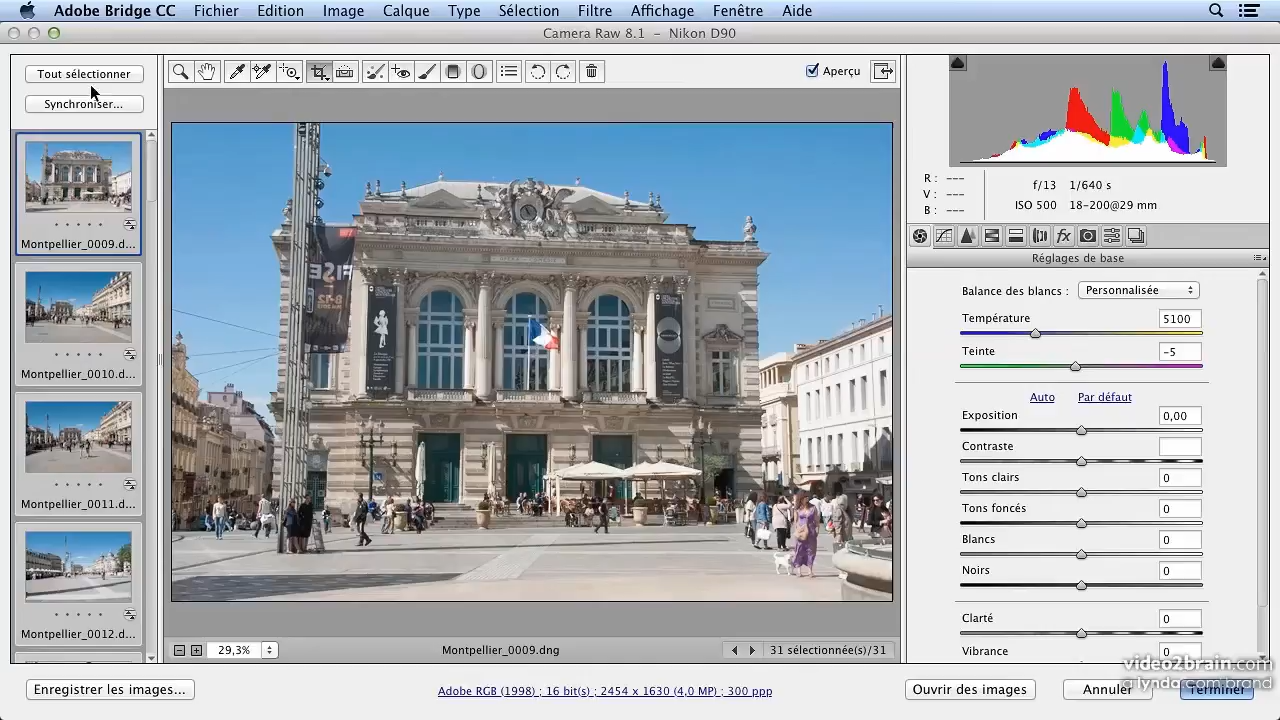 Adobe Bridge CC Fichier Edition Image Calque Type Sélection Filtre Affichage Fenêtre Aide
Camera Raw 8.1 – Nikon D90
Tout sélectionner
Synchroniser...
Aperçu
Montpellier_0009.d...
Montpellier_0010.d...
Montpellier_0011.d...
Montpellier_0012.d...
FISE
8-12
R : ---
V : ---
B : ---
f/13 1/640 s
ISO 500 18-200@29 mm
fx
Réglages de base
Balance des blancs : Personnalisée
Température 5100
Teinte -5
Auto Par défaut
Exposition 0,00
Contraste
Tons clairs 0
Tons foncés 0
Blancs 0
Noirs 0
Clarté 0
Vibrance 0
29,3%
Montpellier_0009.dng
31 sélectionnée(s)/31
video2brain.com
a lynda.com brand
Enregistrer les images...
Adobe RGB (1998) ; 16 bit(s) ; 2454 x 1630 (4,0 MP) ; 300 ppp
Ouvrir des images
Annuler
Terminer